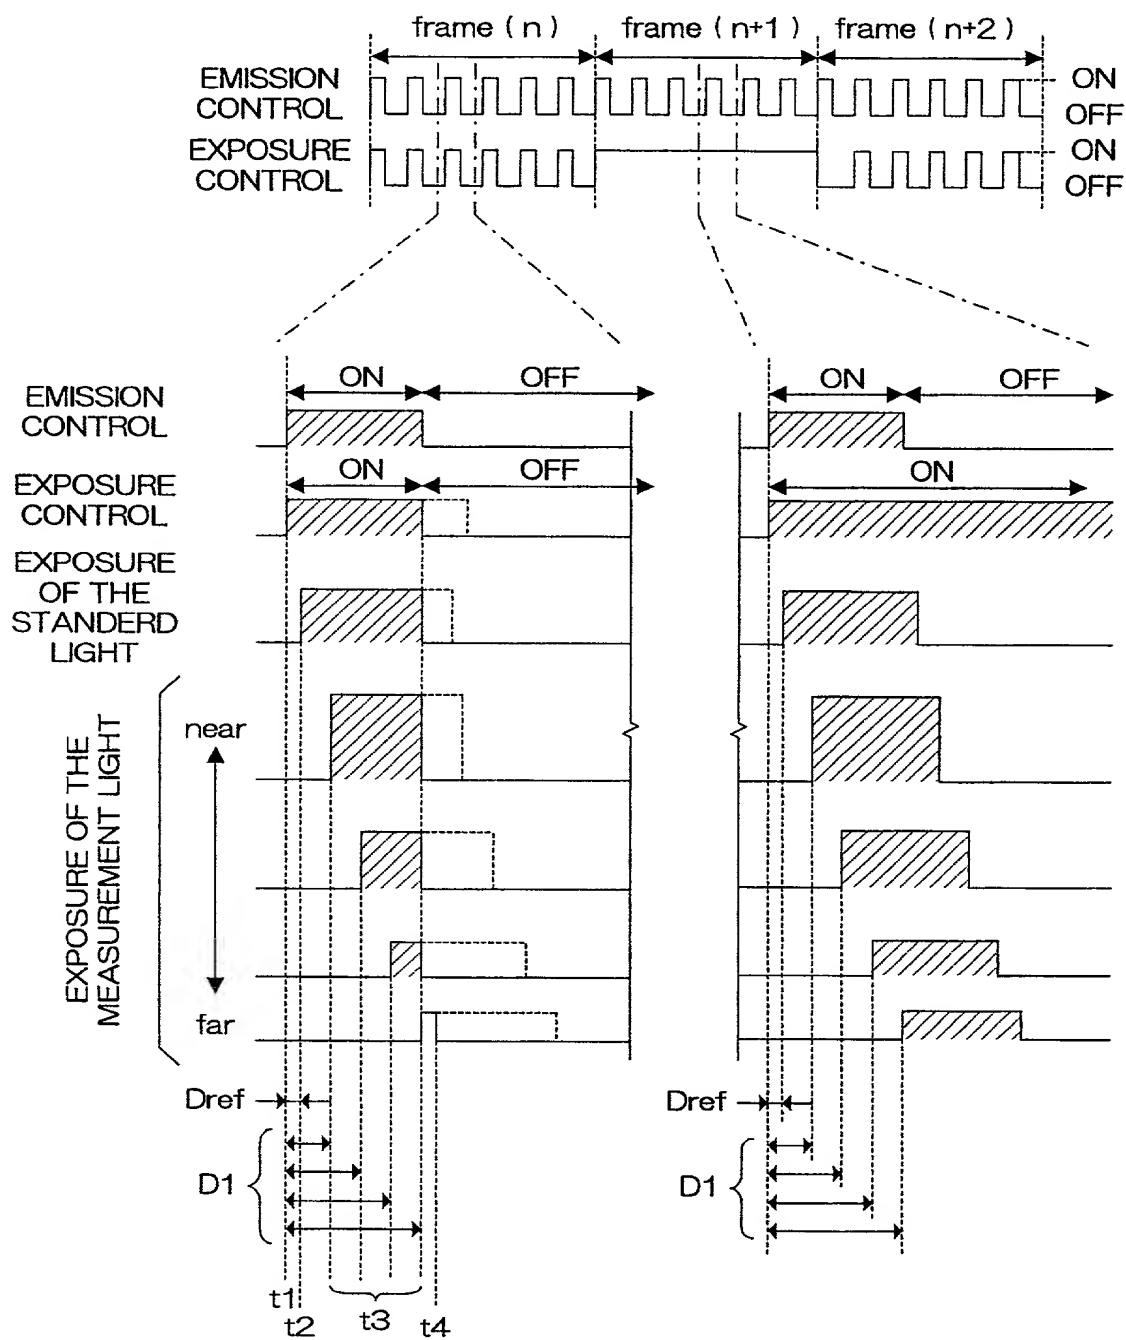 frame ( n )
frame ( n+1 )
frame ( n+2 )
EMISSION
CONTROL
ON
OFF
EXPOSURE
CONTROL
ON
OFF
EMISSION
CONTROL
ON
OFF
ON
OFF
EXPOSURE
CONTROL
ON
OFF
ON
EXPOSURE
OF THE
STANDERD
LIGHT
EXPOSURE OF THE
MEASUREMENT LIGHT
near
far
Dref
Dref
D1
D1
t1
t2
t3
t4